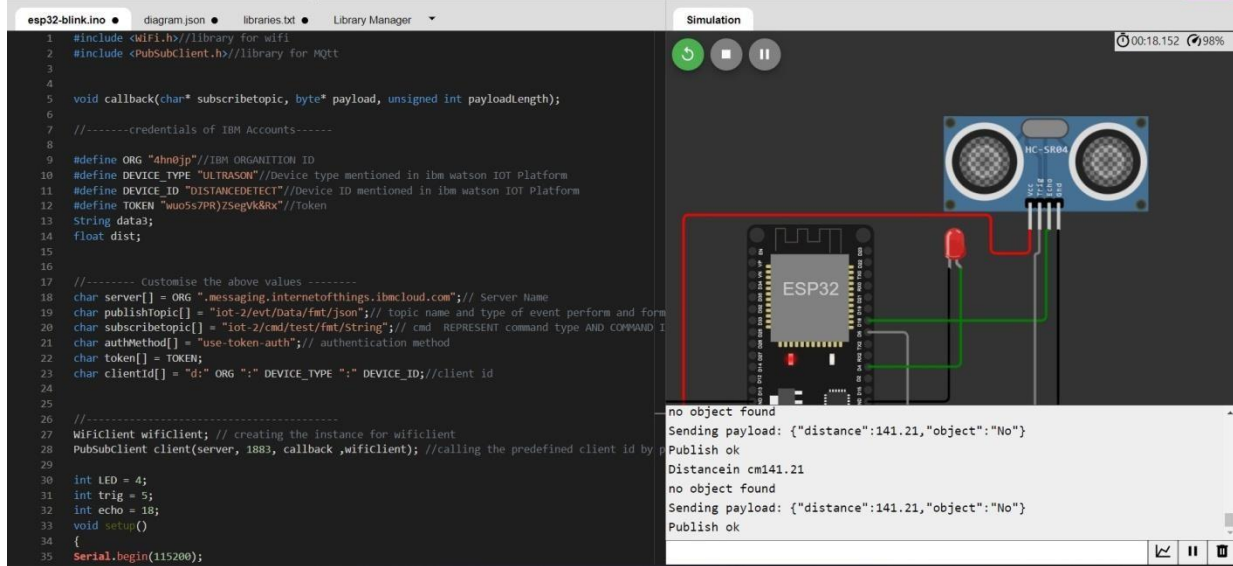 esp32-blink.ino ● diagram.json ● libraries.txt ● Library Manager
1 #include <WiFi.h>//library for wifi
2 #include <PubSubClient.h>//library for MQtt
3
4
5 void callback(char* subscribetopic, byte* payload, unsigned int payloadLength);
6
7 //-------credentials of IBM Accounts------
8
9 #define ORG "4hn0jp"//IBM ORGANITION ID
10 #define DEVICE_TYPE "ULTRASON"//Device type mentioned in ibm watson IOT Platform
11 #define DEVICE_ID "DISTANCEDETECT"//Device ID mentioned in ibm watson IOT Platform
12 #define TOKEN "wuo5s7PR)ZSegVk&Rx"//Token
13 String data3;
14 float dist;
15
16
17 //-------- Customise the above values --------
18 char server[] = ORG ".messaging.internetofthings.ibmcloud.com";// Server Name
19 char publishTopic[] = "iot-2/evt/Data/fmt/json";// topic name and type of event perform and form
20 char subscribetopic[] = "iot-2/cmd/test/fmt/String";// cmd REPRESENT command type AND COMMAND I
21 char authMethod[] = "use-token-auth";// authentication method
22 char token[] = TOKEN;
23 char clientId[] = "d:" ORG ":" DEVICE_TYPE ":" DEVICE_ID;//client id
24
25
26 //-----------------------------------------
27 WiFiClient wifiClient; // creating the instance for wificlient
28 PubSubClient client(server, 1883, callback ,wifiClient); //calling the predefined client id by p
29
30 int LED = 4;
31 int trig = 5;
32 int echo = 18;
33 void setup()
34 {
35 Serial.begin(115200);
Simulation
00:18.152 98%
HC-SR04
Vcc
Trig
Echo
Gnd
ESP32
no object found
Sending payload: {"distance":141.21,"object":"No"}
Publish ok
Distancein cm141.21
no object found
Sending payload: {"distance":141.21,"object":"No"}
Publish ok